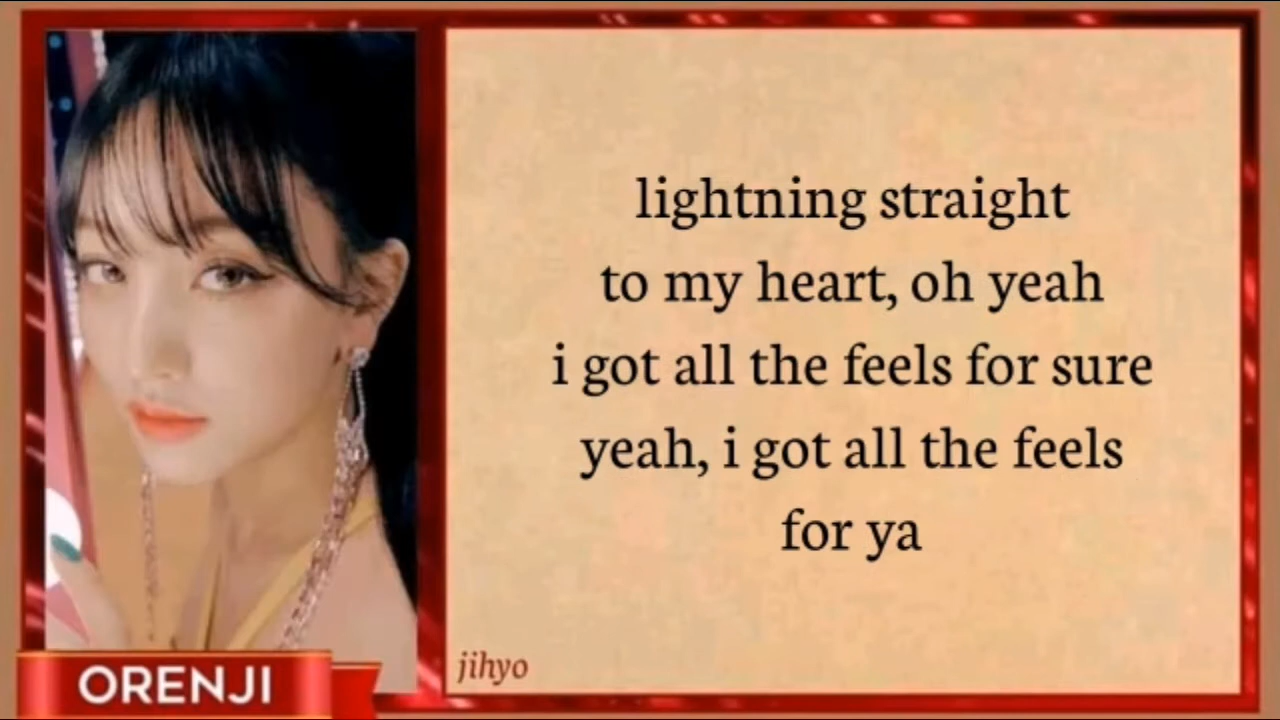 lightning straight
to my heart, oh yeah
i got all the feels for sure
yeah, i got all the feels
for ya
jihyo
ORENJI